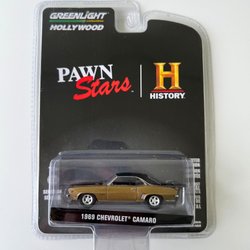 GREENLIGHT
HOLLYWOOD
PAWN
Stars
H
HISTORY
1969 CHEVROLET CAMARO